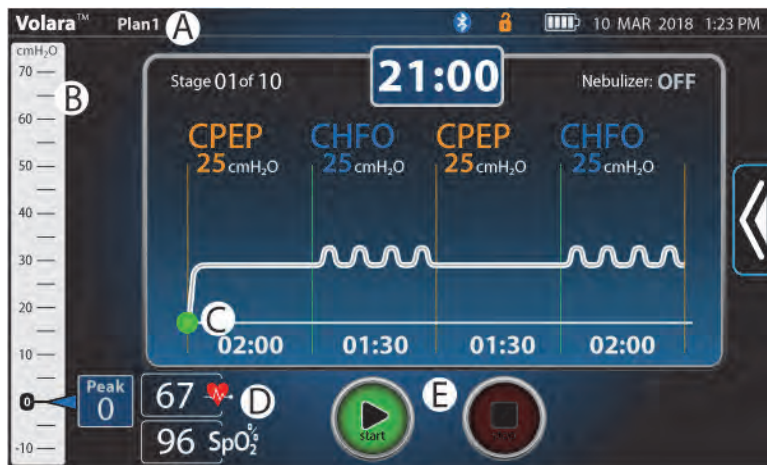 Volara™ Plan1 A 10 MAR 2018 1:23 PM
cmH₂O
70
B
60
50
40
30
20
10
0
-10
Stage 01 of 10
21:00
Nebulizer: OFF
CPEP CHFO CPEP CHFO
25 cmH₂O 25 cmH₂O 25 cmH₂O 25 cmH₂O
C
02:00 01:30 01:30 02:00
Peak
0
67 D
96 SpO₂%
start
E